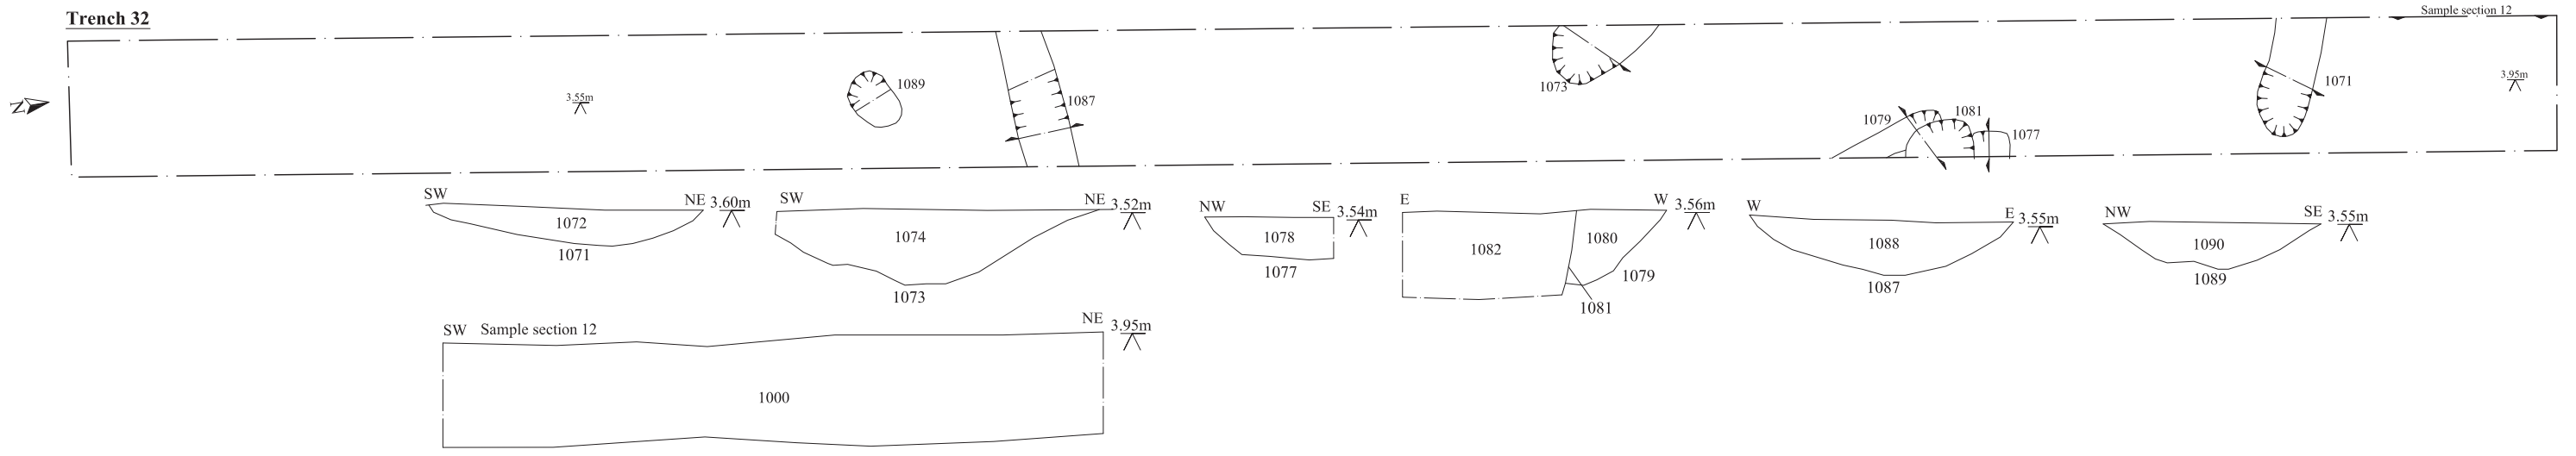 Trench 32
Sample section 12
N
3.55m
1089
1087
1073
1079
1081
1077
1071
3.95m
SW
NE
3.60m
1072
1071
SW
NE
3.52m
1074
1073
NW
SE
3.54m
1078
1077
E
W
3.56m
1082
1080
1079
1081
W
E
3.55m
1088
1087
NW
SE
3.55m
1090
1089
SW
Sample section 12
NE
3.95m
1000